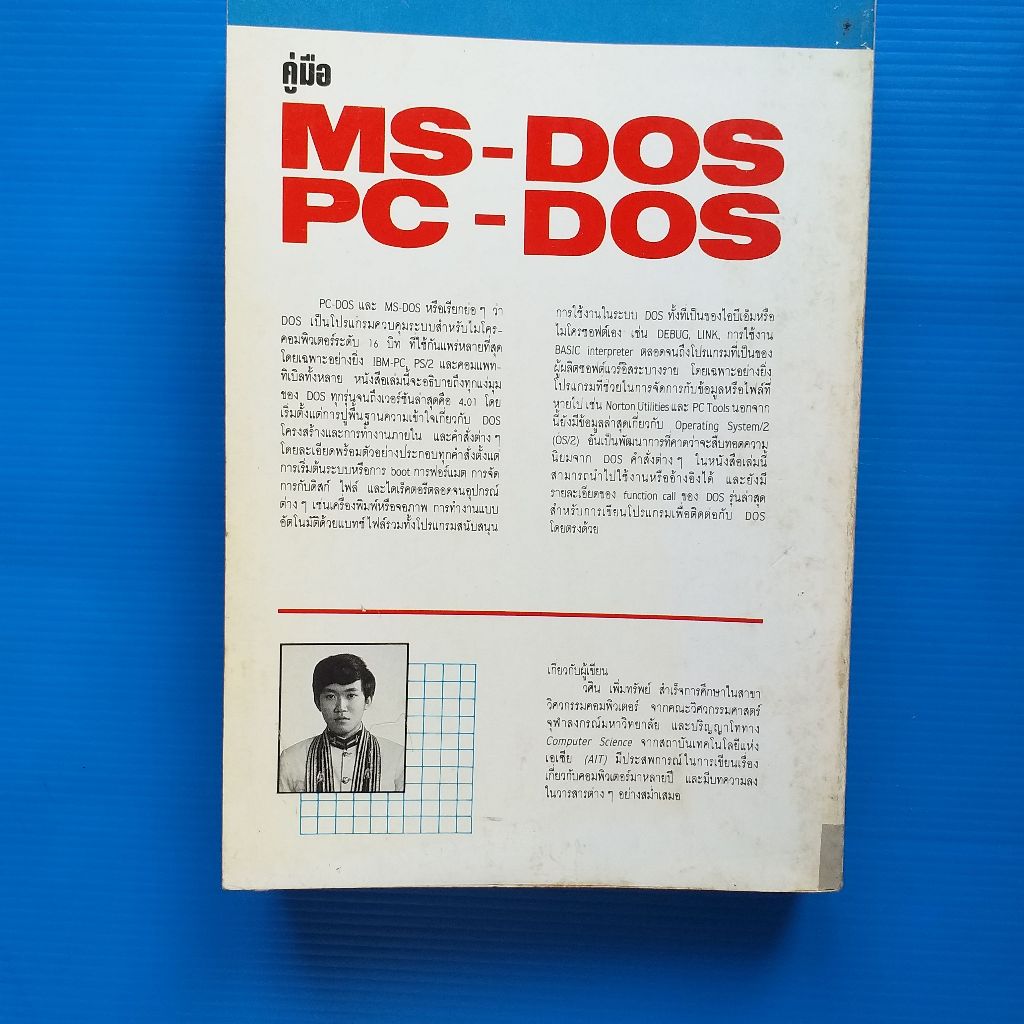 คู่มือ
MS-DOS
PC-DOS
PC-DOS และ MS-DOS หรือเรียกย่อ ๆ ว่า
DOS เป็นโปรแกรมควบคุมระบบสำหรับไมโคร-
คอมพิวเตอร์ระดับ 16 บิท ที่ใช้กันแพร่หลายที่สุด
โดยเฉพาะอย่างยิ่ง IBM-PC, PS/2 และคอมแพท-
ทิเบิลทั้งหลาย หนังสือเล่มนี้จะอธิบายถึงทุกแง่มุม
ของ DOS ทุกรุ่นจนถึงเวอร์ชันล่าสุดคือ 4.01 โดย
เริ่มตั้งแต่การปูพื้นฐานความเข้าใจเกี่ยวกับ DOS
โครงสร้างและการทำงานภายใน และคำสั่งต่าง ๆ
โดยละเอียดพร้อมตัวอย่างประกอบทุกคำสั่งตั้งแต่
การเริ่มต้นระบบหรือการ boot การฟอร์แมต การจัด
การกับดิสก์ ไฟล์ และไดเร็คตอรีตลอดจนอุปกรณ์
ต่าง ๆ เช่นเครื่องพิมพ์หรือจอภาพ การทำงานแบบ
อัตโนมัติด้วยแบทช์ไฟล์รวมทั้งโปรแกรมสนับสนุน
การใช้งานในระบบ DOS ทั้งที่เป็นของไอบีเอ็มหรือ
ไมโครซอฟต์เอง เช่น DEBUG, LINK, การใช้งาน
BASIC interpreter ตลอดจนถึงโปรแกรมที่เป็นของ
ผู้ผลิตซอฟต์แวร์อิสระบางราย โดยเฉพาะอย่างยิ่ง
โปรแกรมที่ช่วยในการจัดการกับข้อมูลหรือไฟล์ที่
หายไป เช่น Norton Utilities และ PC Tools นอกจาก
นี้ยังมีข้อมูลล่าสุดเกี่ยวกับ Operating System/2
(OS/2) อันเป็นพัฒนาการที่คาดว่าจะสืบทอดความ
นิยมจาก DOS คำสั่งต่าง ๆ ในหนังสือเล่มนี้
สามารถนำไปใช้งานหรืออ้างอิงได้ และยังมี
รายละเอียดของ function call ของ DOS รุ่นล่าสุด
สำหรับการเขียนโปรแกรมเพื่อติดต่อกับ DOS
โดยตรงด้วย
เกี่ยวกับผู้เขียน
วศิน เพิ่มทรัพย์ สำเร็จการศึกษาในสาขา
วิศวกรรมคอมพิวเตอร์ จากคณะวิศวกรรมศาสตร์
จุฬาลงกรณ์มหาวิทยาลัย และปริญญาโททาง
Computer Science จากสถาบันเทคโนโลยีแห่ง
เอเชีย (AIT) มีประสพการณ์ในการเขียนเรื่อง
เกี่ยวกับคอมพิวเตอร์มาหลายปี และมีบทความลง
ในวารสารต่าง ๆ อย่างสม่ำเสมอ